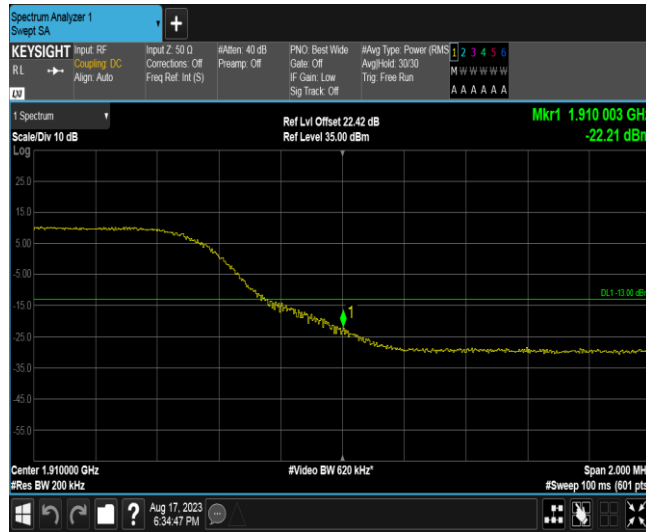 Spectrum Analyzer 1
Swept SA
KEYSIGHT
RL
LXI
Input: RF
Coupling: DC
Align: Auto
Input Z: 50 Ω
Corrections: Off
Freq Ref: Int (S)
#Atten: 40 dB
Preamp: Off
PNO: Best Wide
Gate: Off
IF Gain: Low
Sig Track: Off
#Avg Type: Power (RMS
Avg|Hold: 30/30
Trig: Free Run
1 2 3 4 5 6
M W W W W W
A A A A A A
1 Spectrum
Scale/Div 10 dB
Log
Ref Lvl Offset 22.42 dB
Ref Level 35.00 dBm
Mkr1 1.910 003 GHz
-22.21 dBm
25.0
15.0
5.00
-5.00
-15.0
-25.0
-35.0
-45.0
-55.0
DL1 -13.00 dBm
1
Center 1.910000 GHz
#Res BW 200 kHz
#Video BW 620 kHz*
Span 2.000 MHz
#Sweep 100 ms (601 pts)
?
Aug 17, 2023
6:34:47 PM